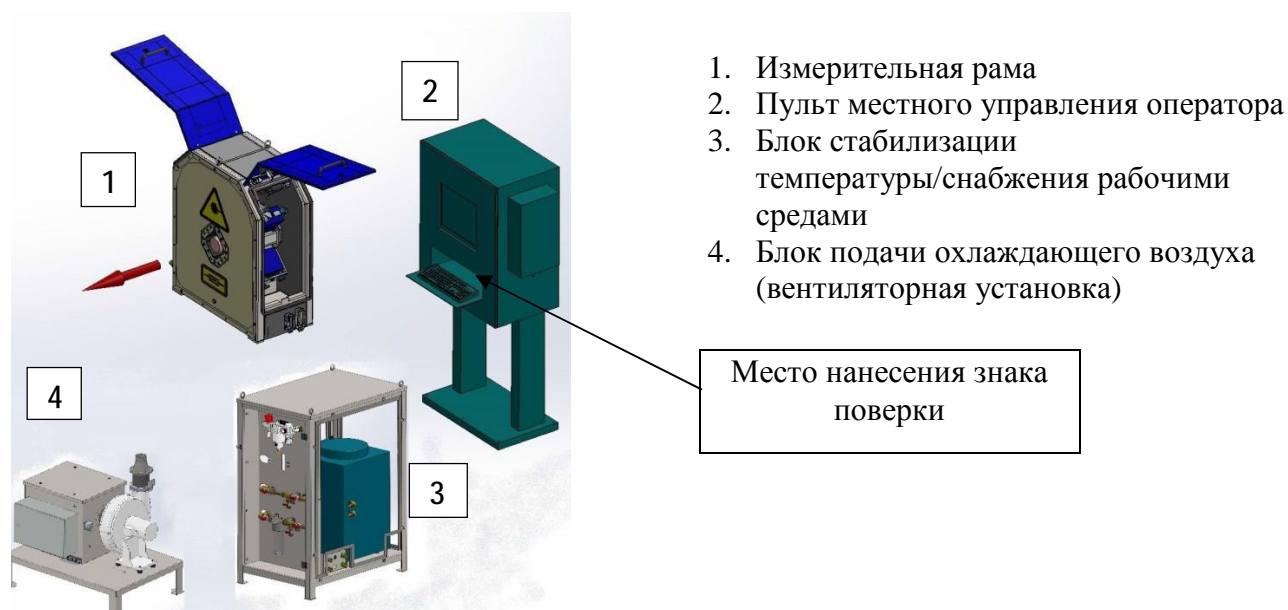 1
2
3
4
1. Измерительная рама
2. Пульт местного управления оператора
3. Блок стабилизации
температуры/снабжения рабочими
средами
4. Блок подачи охлаждающего воздуха
(вентиляторная установка)
Место нанесения знака
поверки